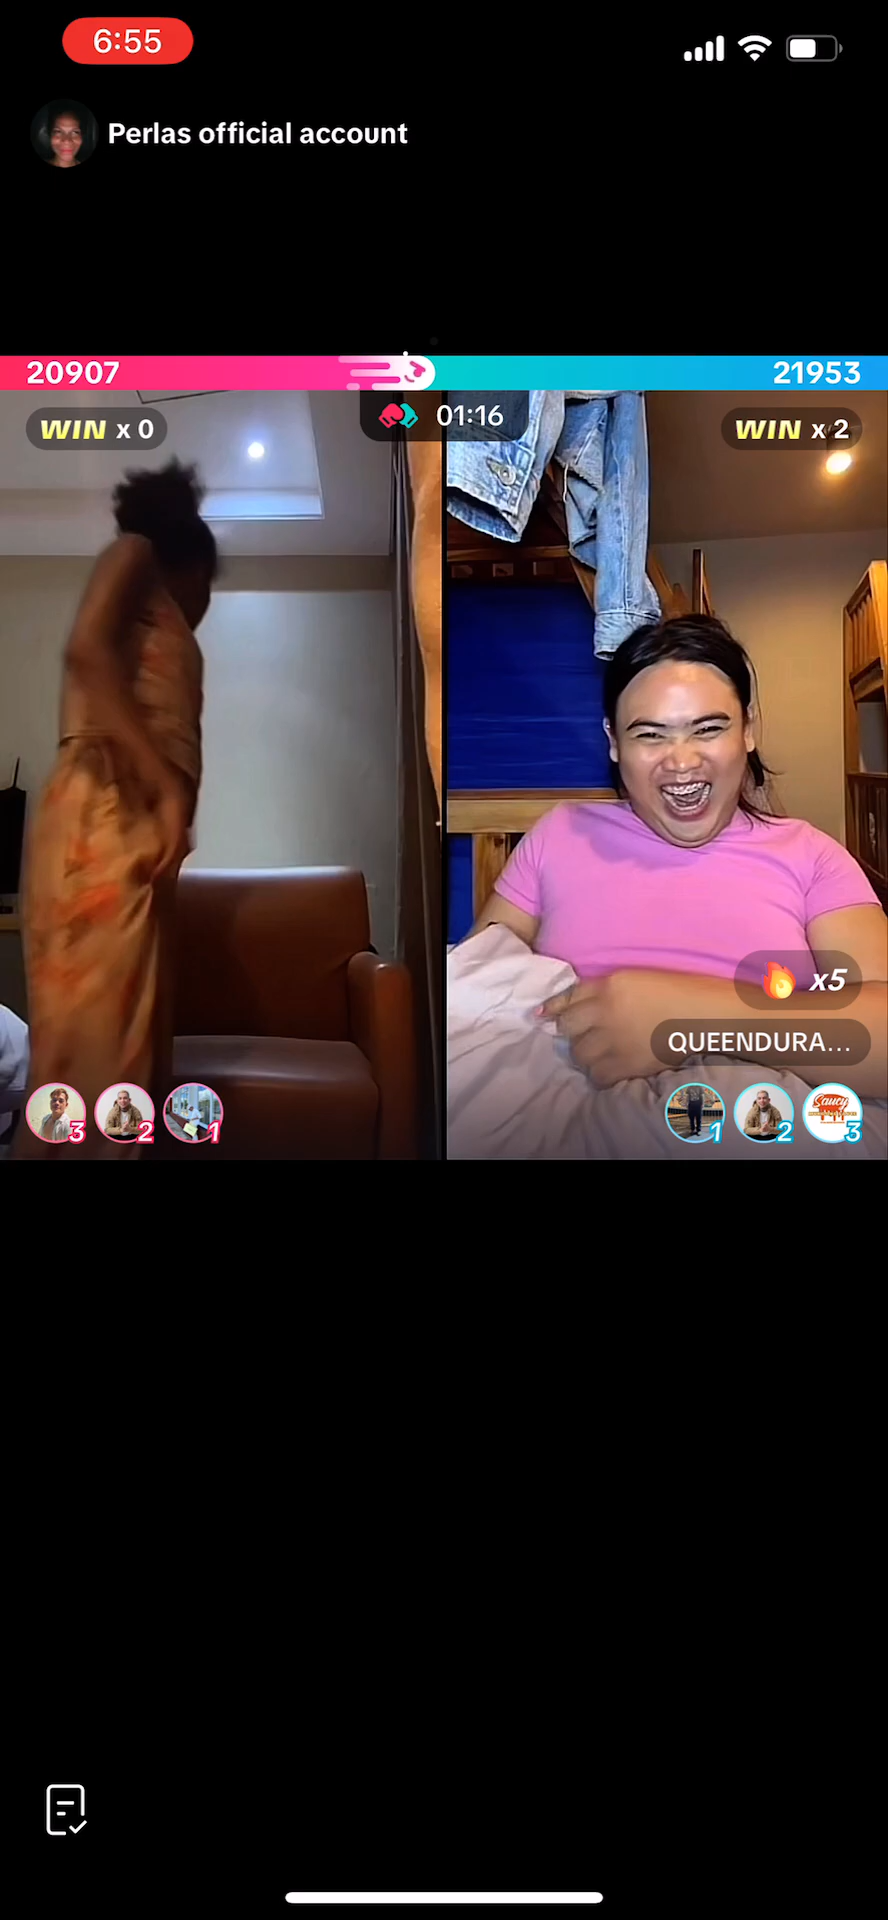 6:55
Perlas official account
20907
21953
WIN x 0
01:16
WIN x 2
x5
QUEENDURA...
3
2
1
1
2
Saucy
3